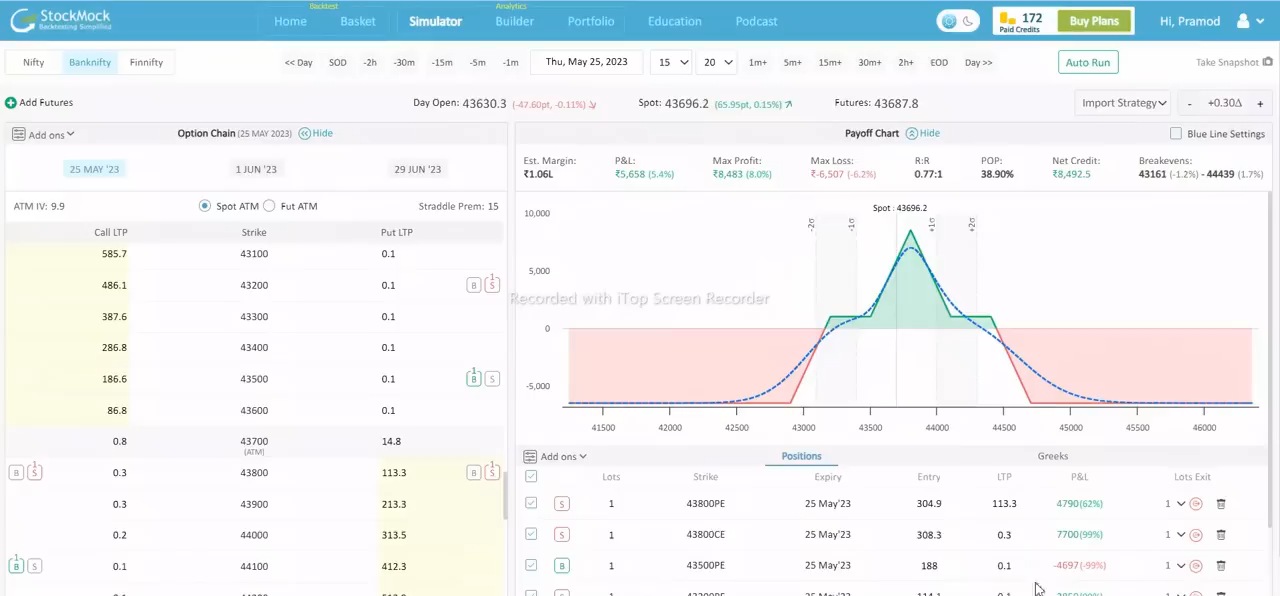 StockMock
Backtesting Simplified
Backtest
Home
Basket
Simulator
Analytics
Builder
Portfolio
Education
Podcast
172
Paid Credits
Buy Plans
Hi, Pramod
Nifty
Banknifty
Finnifty
<< Day
SOD
-2h
-30m
-15m
-5m
-1m
Thu, May 25, 2023
15
20
1m+
5m+
15m+
30m+
2h+
EOD
Day >>
Auto Run
Take Snapshot
Add Futures
Day Open: 43630.3 (-47.60pt, -0.11%)
Spot: 43696.2 (65.95pt, 0.15%)
Futures: 43687.8
Import Strategy
- +0.30Δ +
Add ons
Option Chain (25 MAY 2023) Hide
25 MAY '23
1 JUN '23
29 JUN '23
ATM IV: 9.9
Spot ATM
Fut ATM
Straddle Prem: 15
Call LTP Strike Put LTP
585.7 43100 0.1
486.1 43200 0.1 B 1 S
387.6 43300 0.1
286.8 43400 0.1
186.6 43500 0.1 1 B S
86.8 43600 0.1
0.8 43700 14.8
(ATM)
B 1 S 0.3 43800 113.3 B 1 S
0.3 43900 213.3
0.2 44000 313.5
1 B S 0.1 44100 412.3
Payoff Chart Hide
Blue Line Settings
Est. Margin: P&L: Max Profit: Max Loss: R:R POP: Net Credit: Breakevens:
₹1.06L ₹5,658 (5.4%) ₹8,483 (8.0%) ₹-6,507 (-6.2%) 0.77:1 38.90% ₹8,492.5 43161 (-1.2%) - 44439 (1.7%)
Spot : 43696.2
10,000
5,000
0
-5,000
-2σ
-1σ
+1σ
+2σ
Recorded with iTop Screen Recorder
41500 42000 42500 43000 43500 44000 44500 45000 45500 46000
Add ons
Positions
Greeks
Lots Strike Expiry Entry LTP P&L Lots Exit
S 1 43800PE 25 May'23 304.9 113.3 4790(62%) 1
S 1 43800CE 25 May'23 308.3 0.3 7700(99%) 1
B 1 43500PE 25 May'23 188 0.1 -4697(-99%) 1